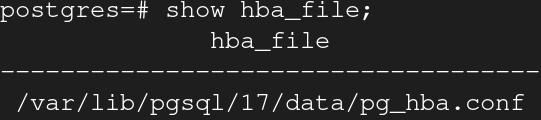 postgres=# show hba_file;
hba_file
-------------------------------------
/var/lib/pgsql/17/data/pg_hba.conf